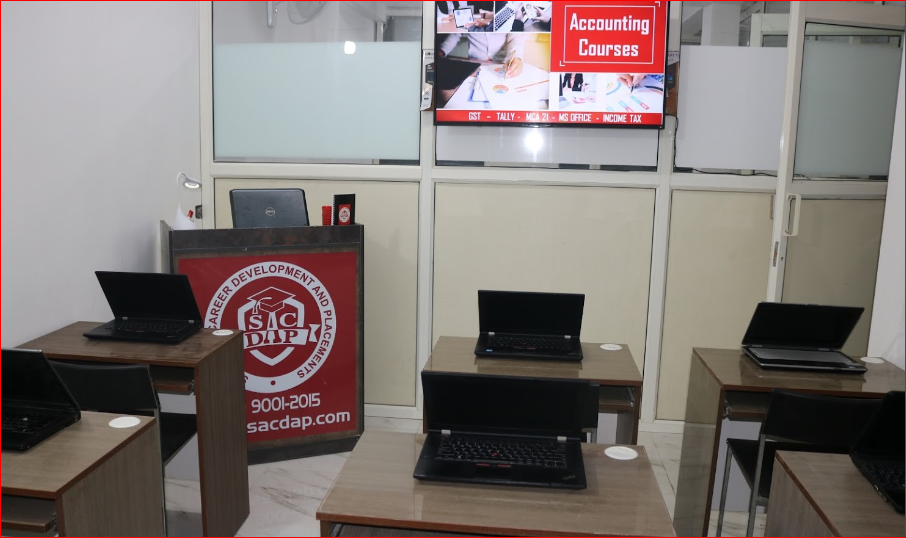 Accounting
Courses
GST - TALLY - MCA 21 - MS OFFICE - INCOME TAX
CAREER DEVELOPMENT AND PLACEMENTS
SAC
DAP
9001-2015
sacdap.com